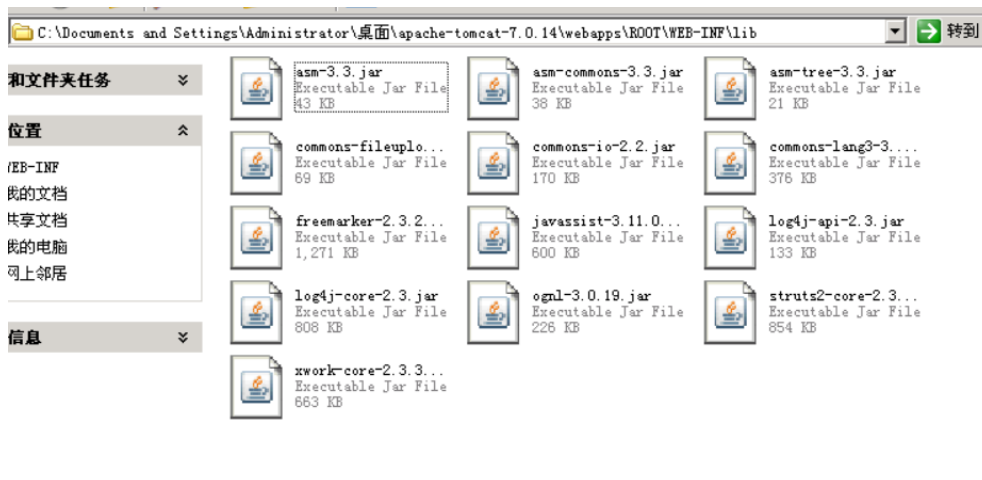 C:\Documents and Settings\Administrator\桌面\apache-tomcat-7.0.14\webapps\ROOT\WEB-INF\lib
转到
和文件夹任务
位置
WEB-INF
我的文档
共享文档
我的电脑
网上邻居
信息
asm-3.3.jar
Executable Jar File
43 KB
asm-commons-3.3.jar
Executable Jar File
38 KB
asm-tree-3.3.jar
Executable Jar File
21 KB
commons-fileuplo...
Executable Jar File
69 KB
commons-io-2.2.jar
Executable Jar File
170 KB
commons-lang3-3....
Executable Jar File
376 KB
freemarker-2.3.2...
Executable Jar File
1,271 KB
javassist-3.11.0...
Executable Jar File
600 KB
log4j-api-2.3.jar
Executable Jar File
133 KB
log4j-core-2.3.jar
Executable Jar File
808 KB
ognl-3.0.19.jar
Executable Jar File
226 KB
struts2-core-2.3...
Executable Jar File
854 KB
xwork-core-2.3.3...
Executable Jar File
663 KB